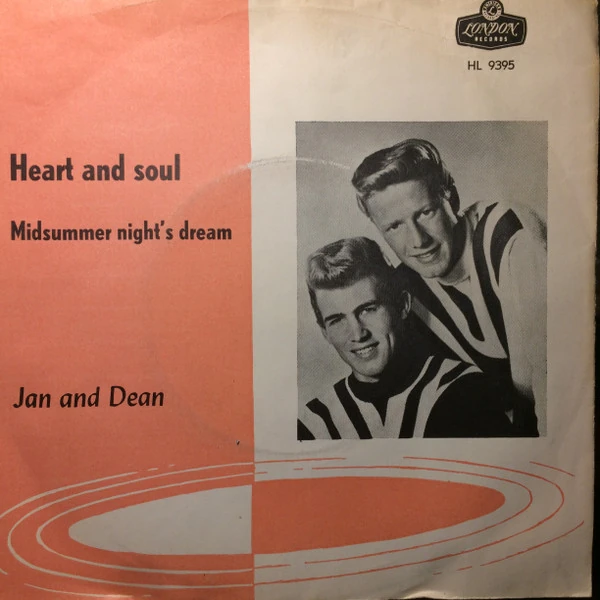 LONDON
RECORDS
HL 9395
Heart and soul
Midsummer night's dream
Jan and Dean